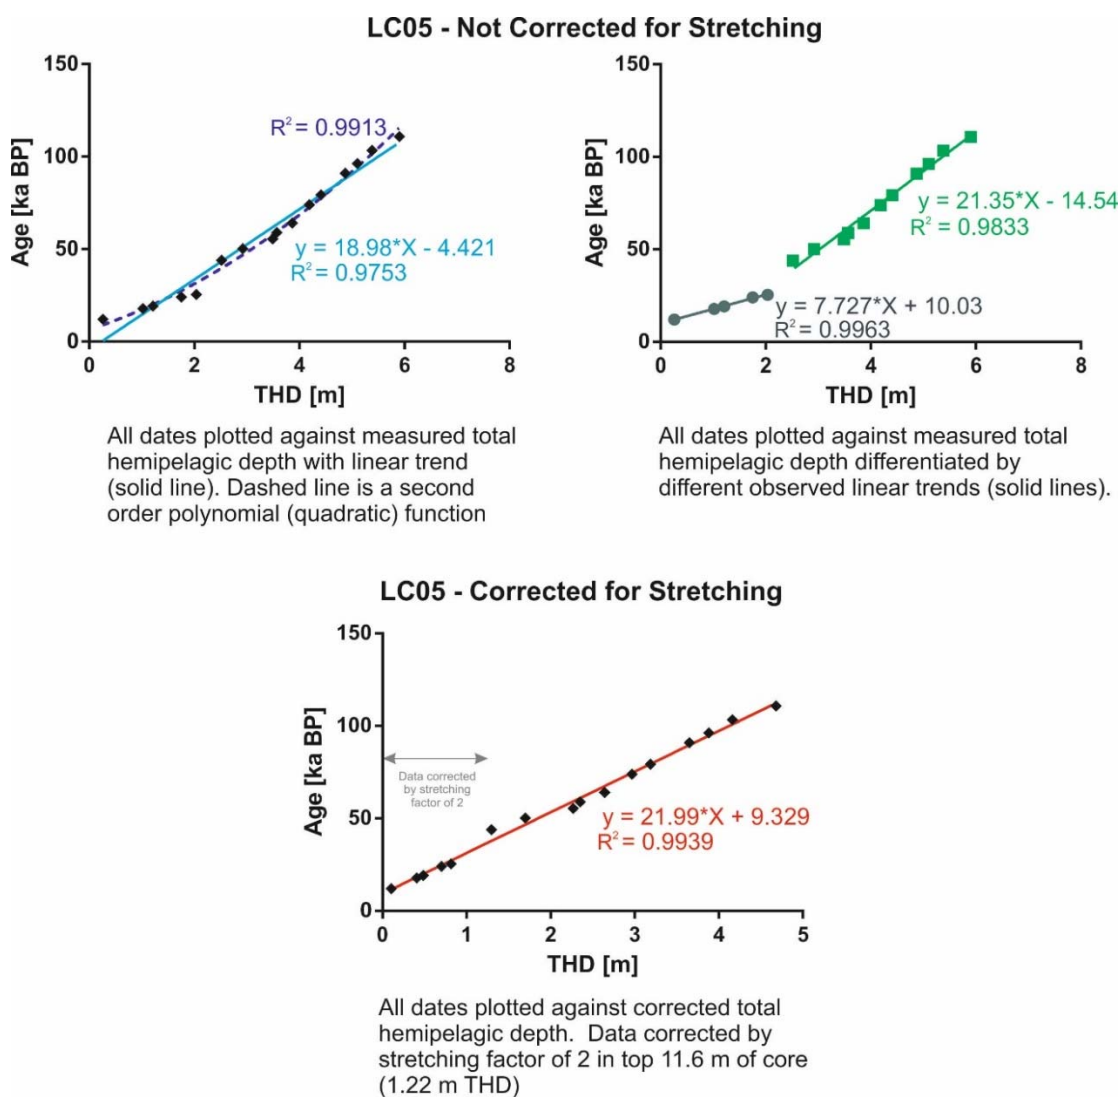 LC05 - Not Corrected for Stretching
150
100
50
0
Age [ka BP]
R² = 0.9913
y = 18.98*X - 4.421
R² = 0.9753
0 2 4 6 8
THD [m]
All dates plotted against measured total
hemipelagic depth with linear trend
(solid line). Dashed line is a second
order polynomial (quadratic) function
150
100
50
0
Age [ka BP]
y = 21.35*X - 14.54
R² = 0.9833
y = 7.727*X + 10.03
R² = 0.9963
0 2 4 6 8
THD [m]
All dates plotted against measured total
hemipelagic depth differentiated by
different observed linear trends (solid lines).
LC05 - Corrected for Stretching
150
100
50
0
Age [ka BP]
Data corrected
by stretching
factor of 2
y = 21.99*X + 9.329
R² = 0.9939
0 1 2 3 4 5
THD [m]
All dates plotted against corrected total
hemipelagic depth. Data corrected by
stretching factor of 2 in top 11.6 m of core
(1.22 m THD)